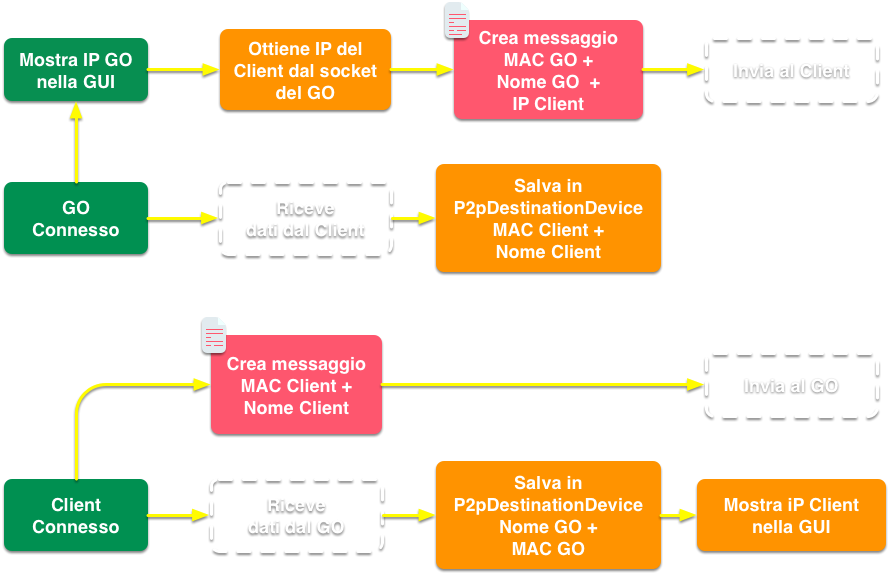 Mostra IP GO
nella GUI
Ottiene IP del
Client dal socket
del GO
Crea messaggio
MAC GO +
Nome GO +
IP Client
Invia al Client
GO
Connesso
Riceve
dati dal Client
Salva in
P2pDestinationDevice
MAC Client +
Nome Client
Crea messaggio
MAC Client +
Nome Client
Invia al GO
Client
Connesso
Riceve
dati dal GO
Salva in
P2pDestinationDevice
Nome GO +
MAC GO
Mostra iP Client
nella GUI